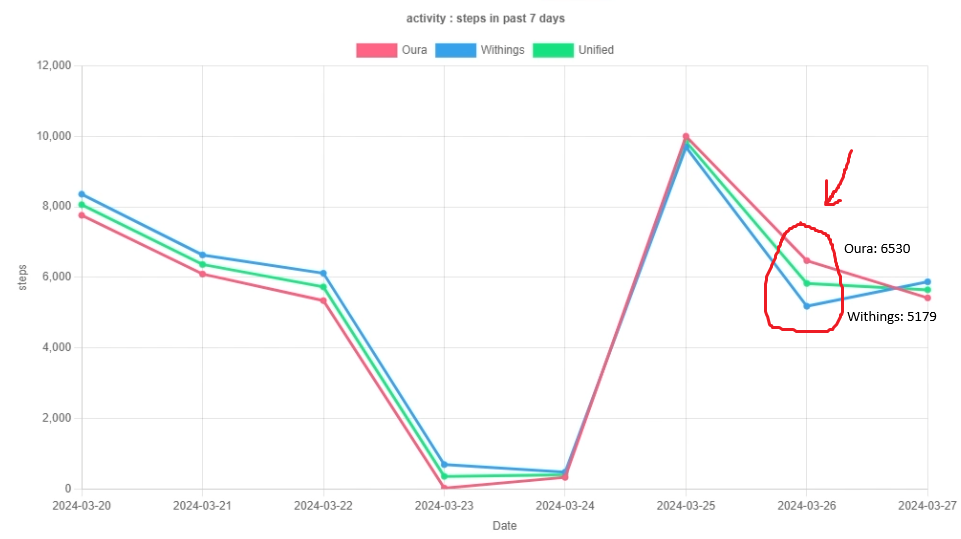 activity : steps in past 7 days
Oura Withings Unified
12,000
10,000
8,000
6,000
4,000
2,000
0
steps
Oura: 6530
Withings: 5179
2024-03-20 2024-03-21 2024-03-22 2024-03-23 2024-03-24 2024-03-25 2024-03-26 2024-03-27
Date